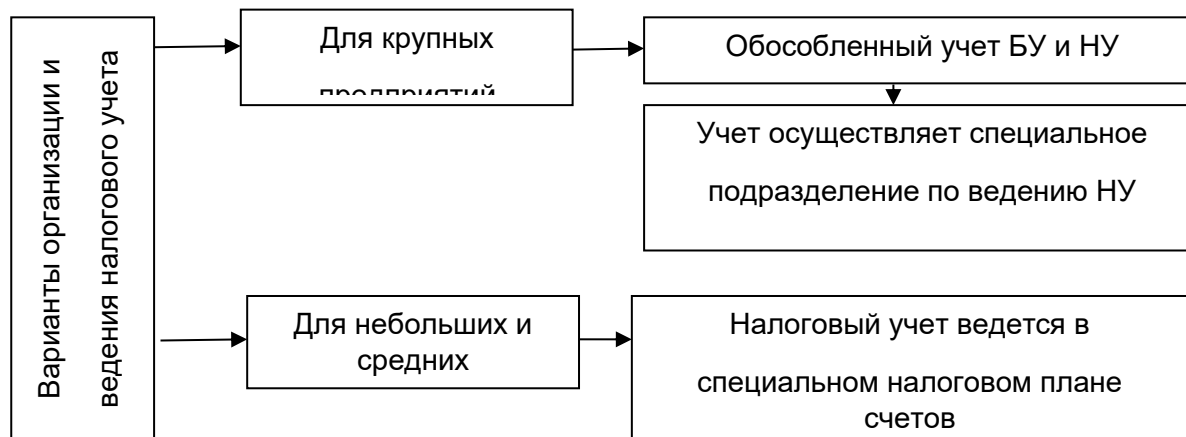 Варианты организации и
ведения налогового учета
Для крупных
предприятий
Обособленный учет БУ и НУ
Учет осуществляет специальное
подразделение по ведению НУ
Для небольших и
средних
Налоговый учет ведется в
специальном налоговом плане
счетов